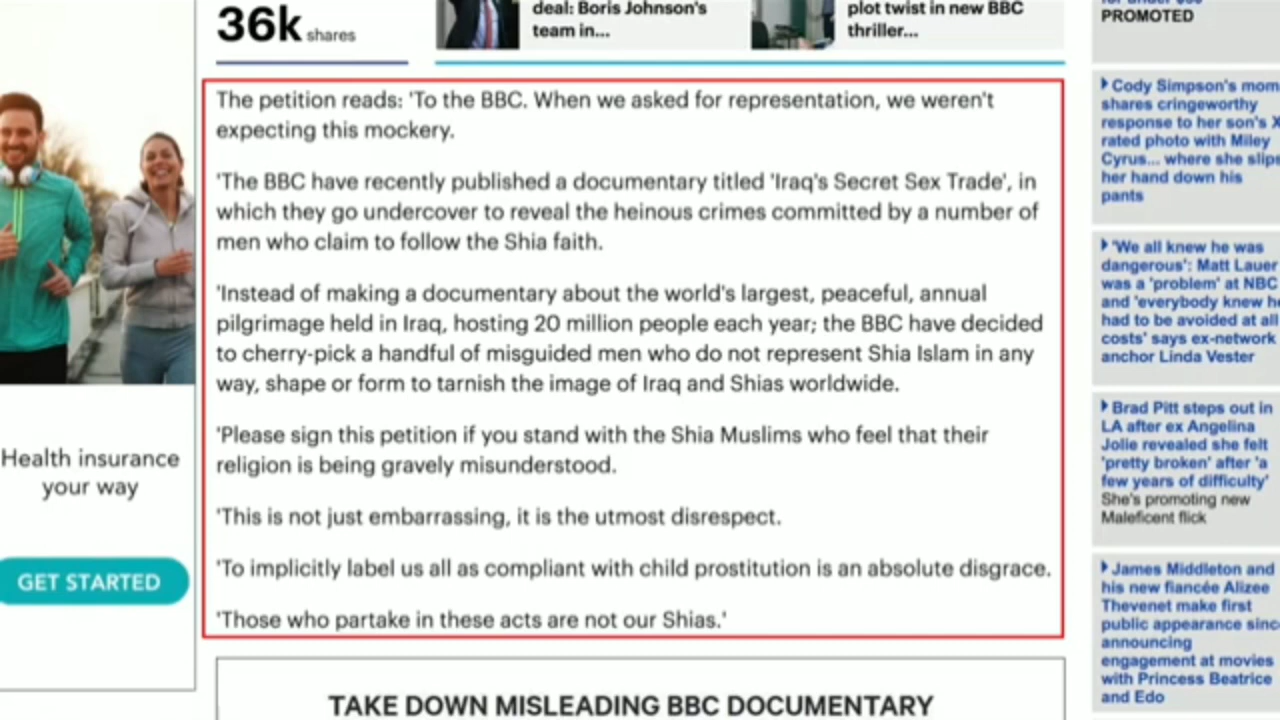 36k shares
deal: Boris Johnson's
team in...
plot twist in new BBC
thriller...
The petition reads: 'To the BBC. When we asked for representation, we weren't
expecting this mockery.
'The BBC have recently published a documentary titled 'Iraq's Secret Sex Trade', in
which they go undercover to reveal the heinous crimes committed by a number of
men who claim to follow the Shia faith.
'Instead of making a documentary about the world's largest, peaceful, annual
pilgrimage held in Iraq, hosting 20 million people each year; the BBC have decided
to cherry-pick a handful of misguided men who do not represent Shia Islam in any
way, shape or form to tarnish the image of Iraq and Shias worldwide.
'Please sign this petition if you stand with the Shia Muslims who feel that their
religion is being gravely misunderstood.
'This is not just embarrassing, it is the utmost disrespect.
'To implicitly label us all as compliant with child prostitution is an absolute disgrace.
'Those who partake in these acts are not our Shias.'
TAKE DOWN MISLEADING BBC DOCUMENTARY
Health insurance
your way
GET STARTED
PROMOTED
Cody Simpson's mom
shares cringeworthy
response to her son's X
rated photo with Miley
Cyrus... where she slips
her hand down his
pants
'We all knew he was
dangerous': Matt Lauer
was a 'problem' at NBC
and 'everybody knew he
had to be avoided at all
costs' says ex-network
anchor Linda Vester
Brad Pitt steps out in
LA after ex Angelina
Jolie revealed she felt
'pretty broken' after 'a
few years of difficulty'
She's promoting new
Maleficent flick
James Middleton and
his new fiancée Alizee
Thevenet make first
public appearance since
announcing
engagement at movies
with Princess Beatrice
and Edo